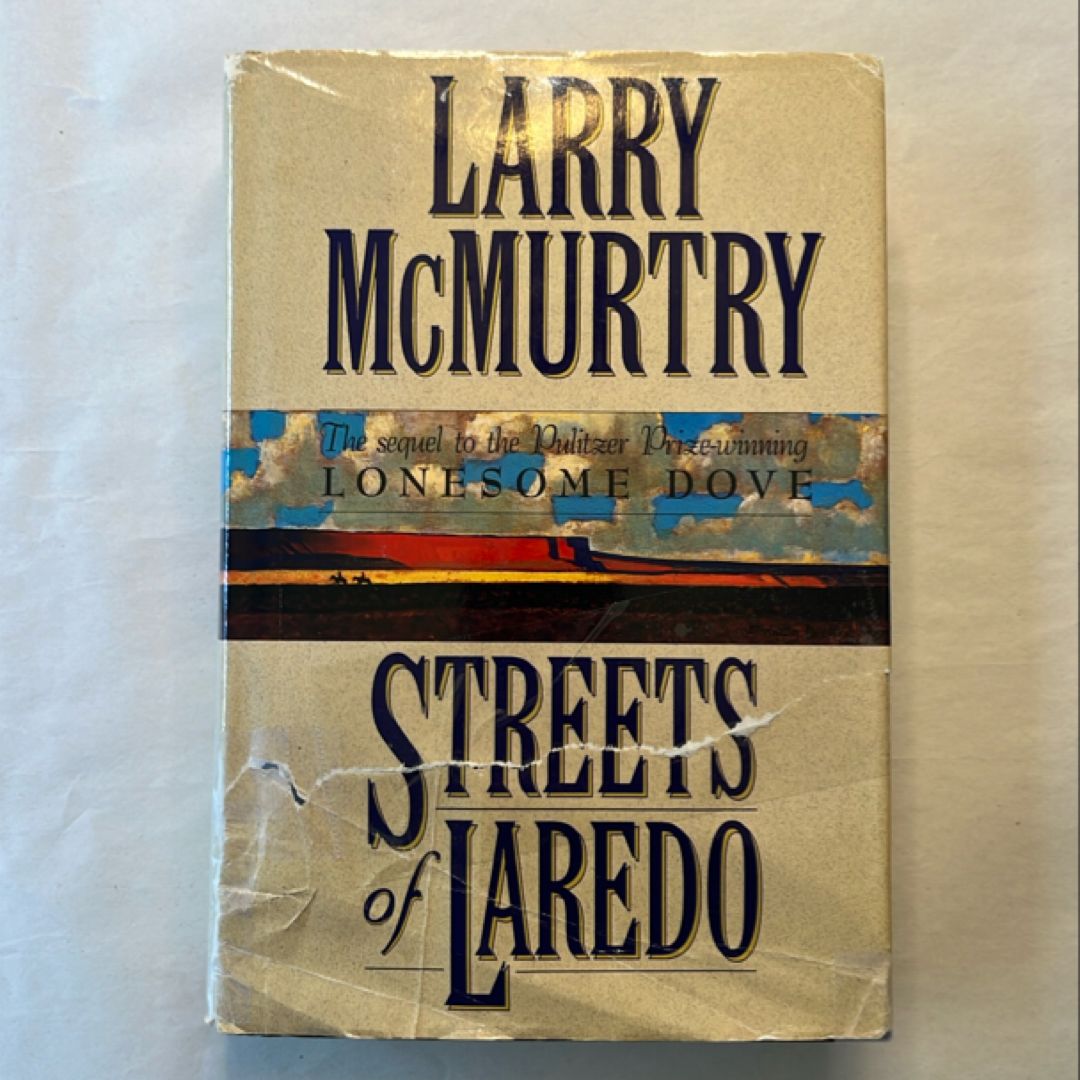 LARRY
McMURTRY
The sequel to the Pulitzer Prize-winning
LONESOME DOVE
STREETS
of LAREDO